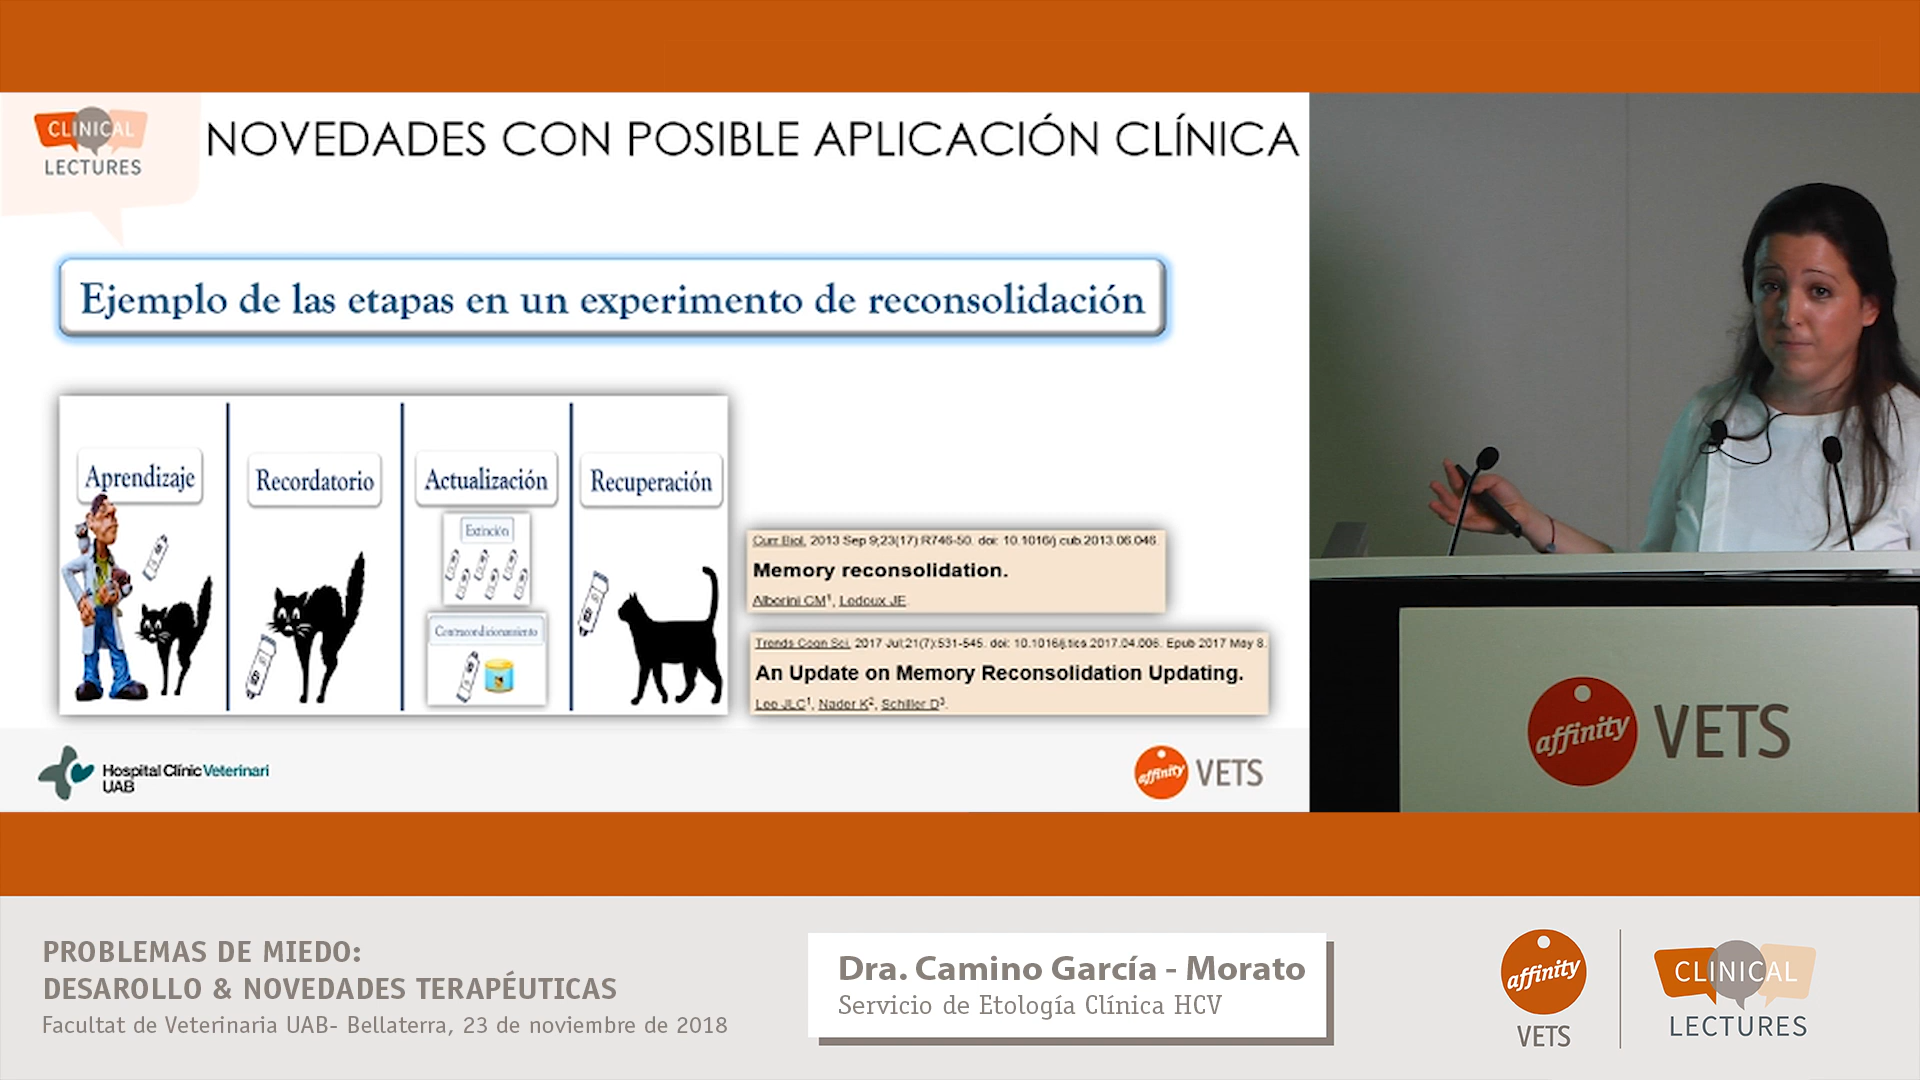 CLINICAL
LECTURES
NOVEDADES CON POSIBLE APLICACIÓN CLÍNICA
Ejemplo de las etapas en un experimento de reconsolidación
Aprendizaje
Recordatorio
Actualización
Recuperación
Extinción
Contracondicionamiento
Curr Biol. 2013 Sep 9;23(17):R746-50. doi: 10.1016/j.cub.2013.06.046.
Memory reconsolidation.
Alberini CM1, Ledoux JE.
Trends Cogn Sci. 2017 Jul;21(7):531-545. doi: 10.1016/j.tics.2017.04.006. Epub 2017 May 8.
An Update on Memory Reconsolidation Updating.
Lee JLC1, Nader K2, Schiller D3.
Hospital Clínic Veterinari
UAB
affinity VETS
affinity VETS
PROBLEMAS DE MIEDO:
DESAROLLO & NOVEDADES TERAPÉUTICAS
Facultat de Veterinaria UAB- Bellaterra, 23 de noviembre de 2018
Dra. Camino García - Morato
Servicio de Etología Clínica HCV
affinity
VETS
CLINICAL
LECTURES